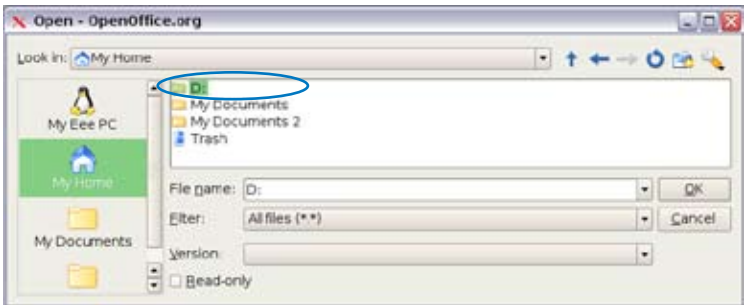 Open - OpenOffice.org
Look in: My Home
D:
My Documents
My Documents 2
Trash
My Eee PC
My Home
My Documents
File name: D:
OK
Filter: All files (*.*)
Cancel
Version:
Read-only